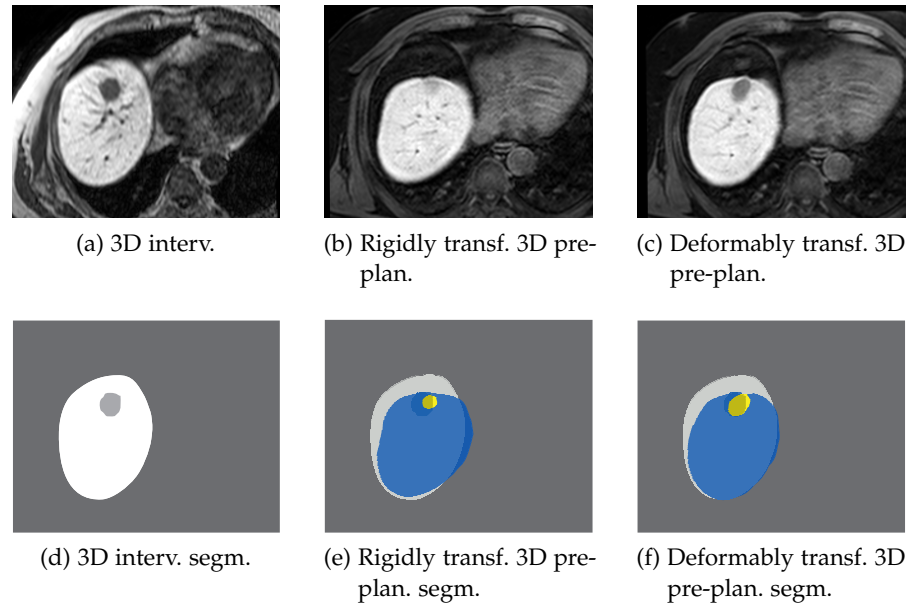 (a) 3D interv.
(b) Rigidly transf. 3D pre-
plan.
(c) Deformably transf. 3D
pre-plan.
(d) 3D interv. segm.
(e) Rigidly transf. 3D pre-
plan. segm.
(f) Deformably transf. 3D
pre-plan. segm.